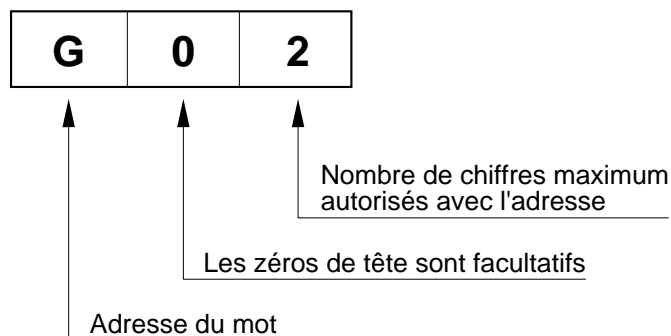 G 0 2
Nombre de chiffres maximum
autorisés avec l'adresse
Les zéros de tête sont facultatifs
Adresse du mot